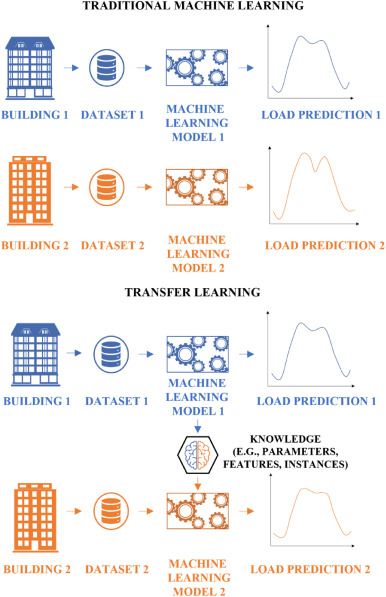 TRADITIONAL MACHINE LEARNING
BUILDING 1
DATASET 1
MACHINE
LEARNING
MODEL 1
LOAD PREDICTION 1
BUILDING 2
DATASET 2
MACHINE
LEARNING
MODEL 2
LOAD PREDICTION 2
TRANSFER LEARNING
BUILDING 1
DATASET 1
MACHINE
LEARNING
MODEL 1
LOAD PREDICTION 1
KNOWLEDGE
(E.G., PARAMETERS,
FEATURES, INSTANCES)
BUILDING 2
DATASET 2
MACHINE
LEARNING
MODEL 2
LOAD PREDICTION 2